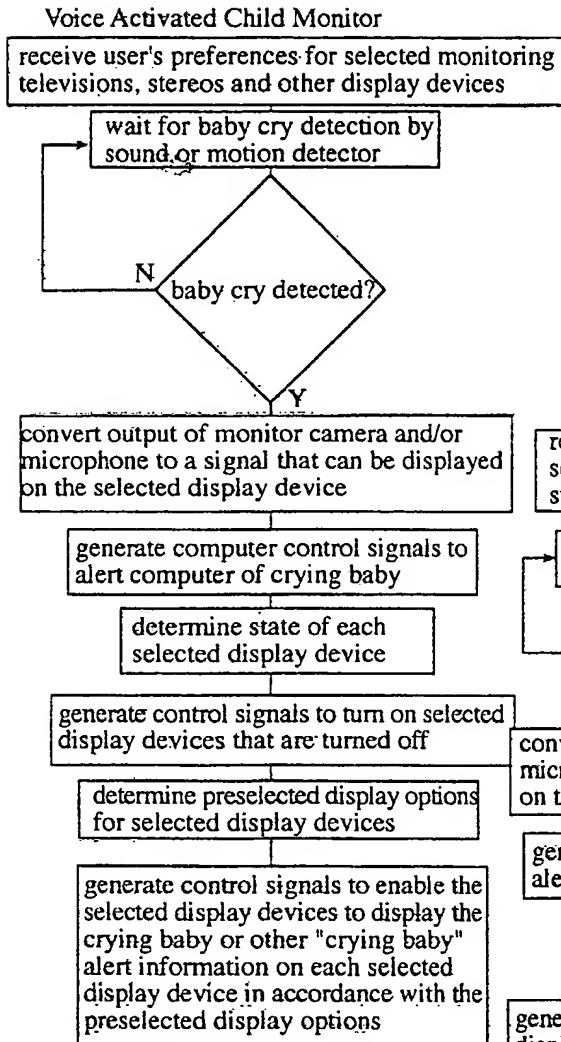 Voice Activated Child Monitor
receive user's preferences for selected monitoring
televisions, stereos and other display devices
wait for baby cry detection by
sound or motion detector
N
baby cry detected?
Y
convert output of monitor camera and/or
microphone to a signal that can be displayed
on the selected display device
generate computer control signals to
alert computer of crying baby
determine state of each
selected display device
generate control signals to turn on selected
display devices that are turned off
determine preselected display options
for selected display devices
generate control signals to enable the
selected display devices to display the
crying baby or other "crying baby"
alert information on each selected
display device in accordance with the
preselected display options